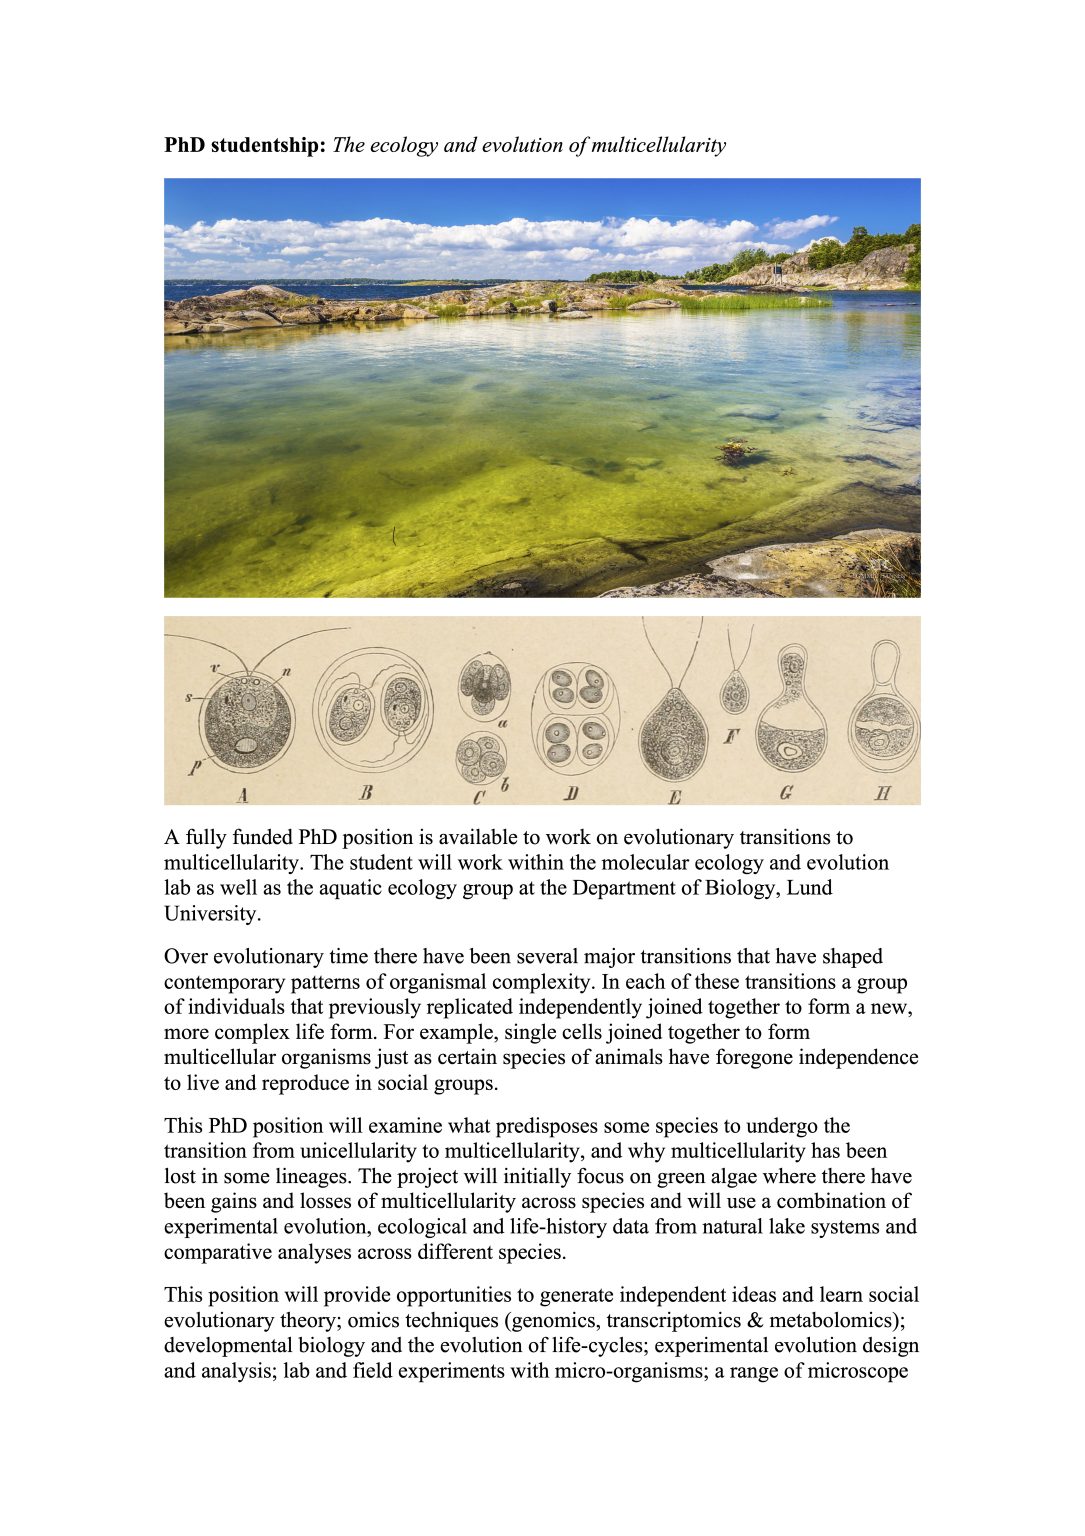 PhD studentship: The ecology and evolution of multicellularity
v
n
s
p
a
b
A
B
C
D
E
F
G
H
A fully funded PhD position is available to work on evolutionary transitions to
multicellularity. The student will work within the molecular ecology and evolution
lab as well as the aquatic ecology group at the Department of Biology, Lund
University.
Over evolutionary time there have been several major transitions that have shaped
contemporary patterns of organismal complexity. In each of these transitions a group
of individuals that previously replicated independently joined together to form a new,
more complex life form. For example, single cells joined together to form
multicellular organisms just as certain species of animals have foregone independence
to live and reproduce in social groups.
This PhD position will examine what predisposes some species to undergo the
transition from unicellularity to multicellularity, and why multicellularity has been
lost in some lineages. The project will initially focus on green algae where there have
been gains and losses of multicellularity across species and will use a combination of
experimental evolution, ecological and life-history data from natural lake systems and
comparative analyses across different species.
This position will provide opportunities to generate independent ideas and learn social
evolutionary theory; omics techniques (genomics, transcriptomics & metabolomics);
developmental biology and the evolution of life-cycles; experimental evolution design
and analysis; lab and field experiments with micro-organisms; a range of microscope